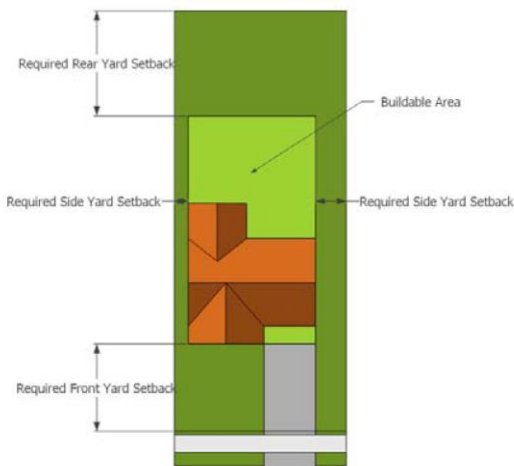 Required Rear Yard Setback
Buildable Area
Required Side Yard Setback
Required Side Yard Setback
Required Front Yard Setback